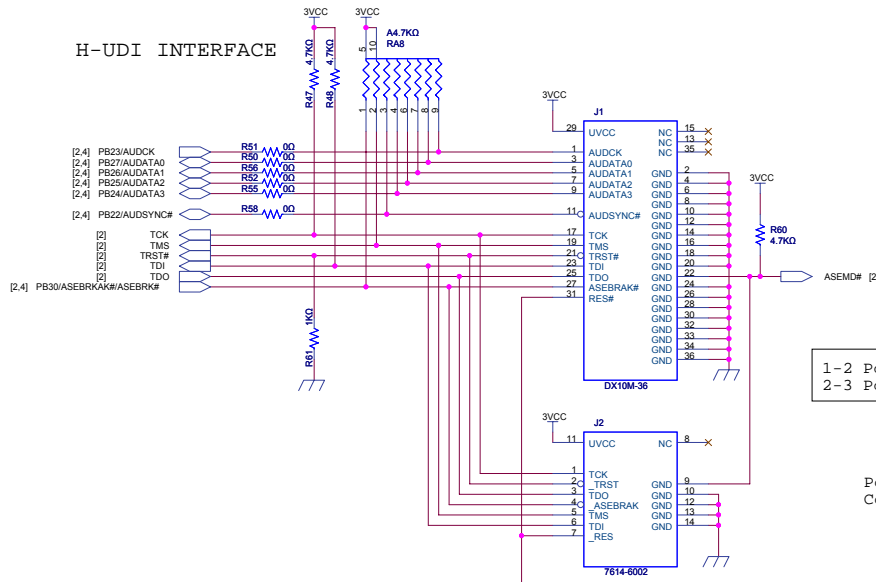 H-UDI INTERFACE
3VCC
3VCC
4.7KΩ
R47
4.7KΩ
R48
A4.7KΩ
RA8
5
10
1
2
3
4
6
7
8
9
[2,4] PB23/AUDCK
R51 0Ω
[2,4] PB27/AUDATA0
R50 0Ω
[2,4] PB26/AUDATA1
R56 0Ω
[2,4] PB25/AUDATA2
R52 0Ω
[2,4] PB24/AUDATA3
R55 0Ω
[2,4] PB22/AUDSYNC#
R58 0Ω
[2] TCK
[2] TMS
[2] TRST#
[2] TDI
[2] TDO
[2,4] PB30/ASEBRKAK#/ASEBRK#
1KΩ
R61
3VCC
J1
29 UVCC
1 AUDCK
3 AUDATA0
5 AUDATA1
7 AUDATA2
9 AUDATA3
11 AUDSYNC#
17 TCK
19 TMS
21 TRST#
23 TDI
25 TDO
27 ASEBRAK#
31 RES#
NC 15
NC 13
NC 35
GND 2
GND 4
GND 6
GND 8
GND 10
GND 12
GND 14
GND 16
GND 18
GND 20
GND 22
GND 24
GND 26
GND 28
GND 30
GND 32
GND 33
GND 34
GND 36
DX10M-36
3VCC
R60
4.7KΩ
ASEMD# [2
1-2 Po
2-3 Po
3VCC
J2
11 UVCC
1 TCK
2 _TRST
3 TDO
4 _ASEBRAK
5 TMS
6 TDI
7 _RES
NC 8
GND 9
GND 10
GND 12
GND 13
GND 14
7614-6002
Po
Co